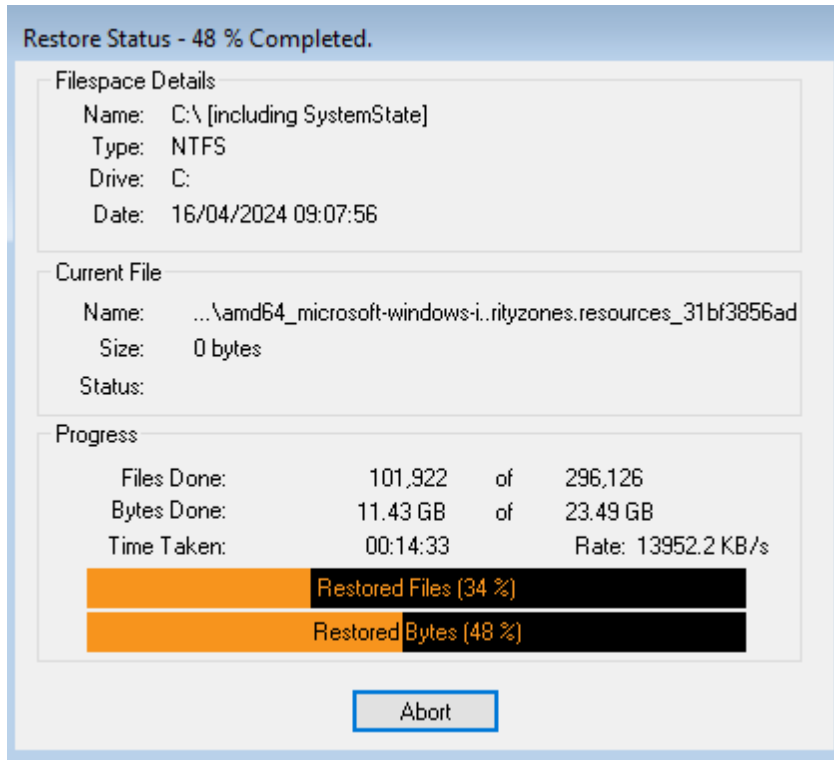 Restore Status - 48 % Completed.
Filespace Details
Name: C:\ [including SystemState]
Type: NTFS
Drive: C:
Date: 16/04/2024 09:07:56
Current File
Name: ...\amd64_microsoft-windows-i..rityzones.resources_31bf3856ad
Size: 0 bytes
Status:
Progress
Files Done: 101,922 of 296,126
Bytes Done: 11.43 GB of 23.49 GB
Time Taken: 00:14:33 Rate: 13952.2 KB/s
Restored Files (34 %)
Restored Bytes (48 %)
Abort